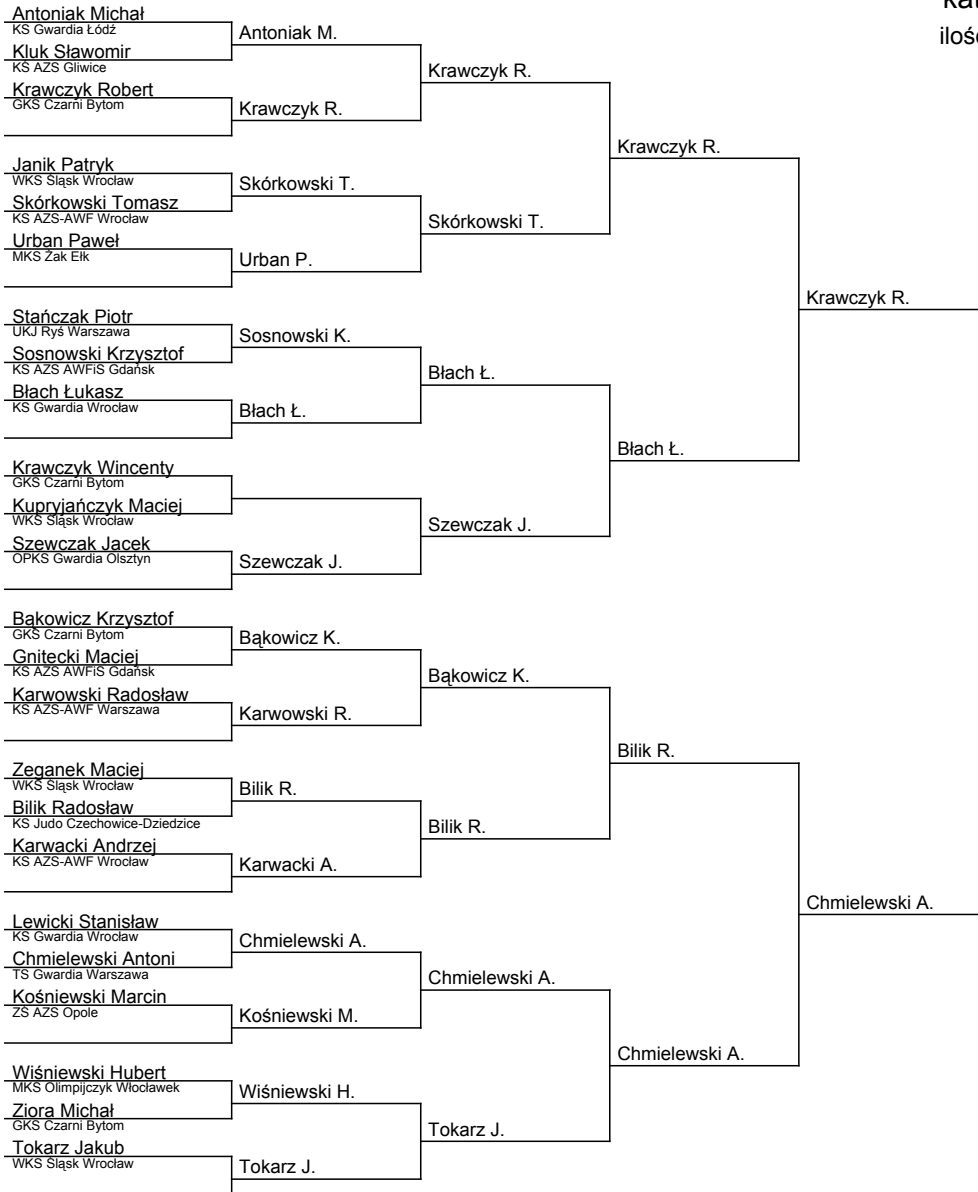 kat
ilość
Antoniak Michał
KS Gwardia Łódź
Kluk Sławomir
KS AZS Gliwice
Krawczyk Robert
GKS Czarni Bytom
Janik Patryk
WKS Śląsk Wrocław
Skórkowski Tomasz
KS AZS-AWF Wrocław
Urban Paweł
MKS Żak Ełk
Stańczak Piotr
UKJ Ryś Warszawa
Sosnowski Krzysztof
KS AZS AWFiS Gdańsk
Błach Łukasz
KS Gwardia Wrocław
Krawczyk Wincenty
GKS Czarni Bytom
Kupryjańczyk Maciej
WKS Śląsk Wrocław
Szewczak Jacek
OPKS Gwardia Olsztyn
Bąkowicz Krzysztof
GKS Czarni Bytom
Gnitecki Maciej
KS AZS AWFiS Gdańsk
Karwowski Radosław
KS AZS-AWF Warszawa
Zeganek Maciej
WKS Śląsk Wrocław
Bilik Radosław
KS Judo Czechowice-Dziedzice
Karwacki Andrzej
KS AZS-AWF Wrocław
Lewicki Stanisław
KS Gwardia Wrocław
Chmielewski Antoni
TS Gwardia Warszawa
Kośniewski Marcin
ZŚ AZS Opole
Wiśniewski Hubert
MKS Olimpijczyk Włocławek
Ziora Michał
GKS Czarni Bytom
Tokarz Jakub
WKS Śląsk Wrocław
Antoniak M.
Krawczyk R.
Skórkowski T.
Urban P.
Sosnowski K.
Błach Ł.
Szewczak J.
Bąkowicz K.
Karwowski R.
Bilik R.
Karwacki A.
Chmielewski A.
Kośniewski M.
Wiśniewski H.
Tokarz J.
Krawczyk R.
Skórkowski T.
Błach Ł.
Szewczak J.
Bąkowicz K.
Bilik R.
Chmielewski A.
Tokarz J.
Krawczyk R.
Błach Ł.
Bilik R.
Chmielewski A.
Krawczyk R.
Chmielewski A.